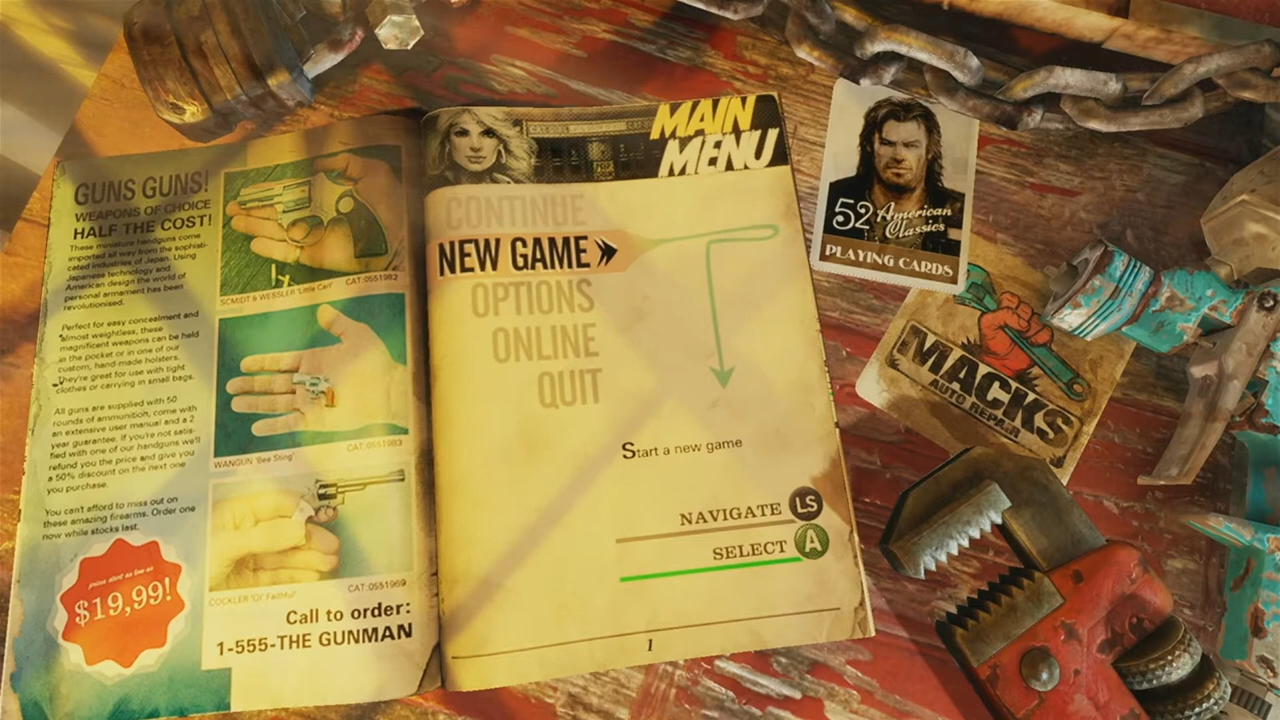 GUNS GUNS!
WEAPONS OF CHOICE
HALF THE COST!
These miniature handguns come
imported all way from the sophisti-
cated industries of Japan. Using
Japanese technology and
American design the world of
personal armament has been
revolutionised.
Perfect for easy concealment and
almost weightless, these
magnificent weapons can be held
in the pocket or in one of our
custom, hand-made holsters.
They're great for use with tight
clothes or carrying in small bags.
All guns are supplied with 50
rounds of ammunition, come with
an extensive user manual and a 2
year guarantee. If you're not satis-
fied with one of our handguns we'll
refund you the price and give you
a 50% discount on the next one
you purchase.
You can't afford to miss out on
these amazing firearms. Order one
now while stocks last.
$19,99!
SCMIDT & WESSLER 'Little Carl'
CAT:0551982
WANGUN 'Bee Sting'
CAT:0551983
COCKLER 'Ol' Faithful'
CAT:0551969
Call to order:
1-555-THE GUNMAN
MAIN
MENU
CONTINUE
NEW GAME
OPTIONS
ONLINE
QUIT
Start a new game
NAVIGATE LS
SELECT A
1
52 American
Classics
PLAYING CARDS
MACKS
AUTO REPAIR